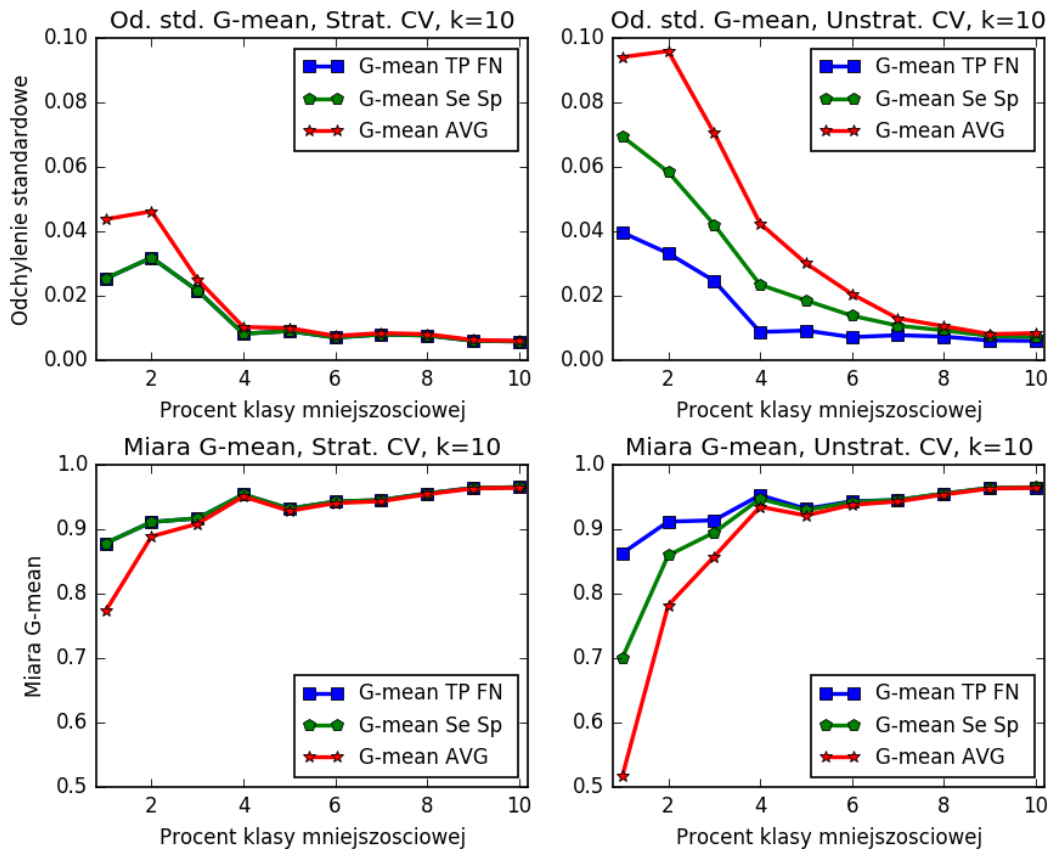 Od. std. G-mean, Strat. CV, k=10
0.10
0.08
0.06
0.04
0.02
0.00
Odchylenie standardowe
G-mean TP FN
G-mean Se Sp
G-mean AVG
2 4 6 8 10
Procent klasy mniejszosciowej
Od. std. G-mean, Unstrat. CV, k=10
0.10
0.08
0.06
0.04
0.02
0.00
G-mean TP FN
G-mean Se Sp
G-mean AVG
2 4 6 8 10
Procent klasy mniejszosciowej
Miara G-mean, Strat. CV, k=10
1.0
0.9
0.8
0.7
0.6
0.5
Miara G-mean
G-mean TP FN
G-mean Se Sp
G-mean AVG
2 4 6 8 10
Procent klasy mniejszosciowej
Miara G-mean, Unstrat. CV, k=10
1.0
0.9
0.8
0.7
0.6
0.5
G-mean TP FN
G-mean Se Sp
G-mean AVG
2 4 6 8 10
Procent klasy mniejszosciowej